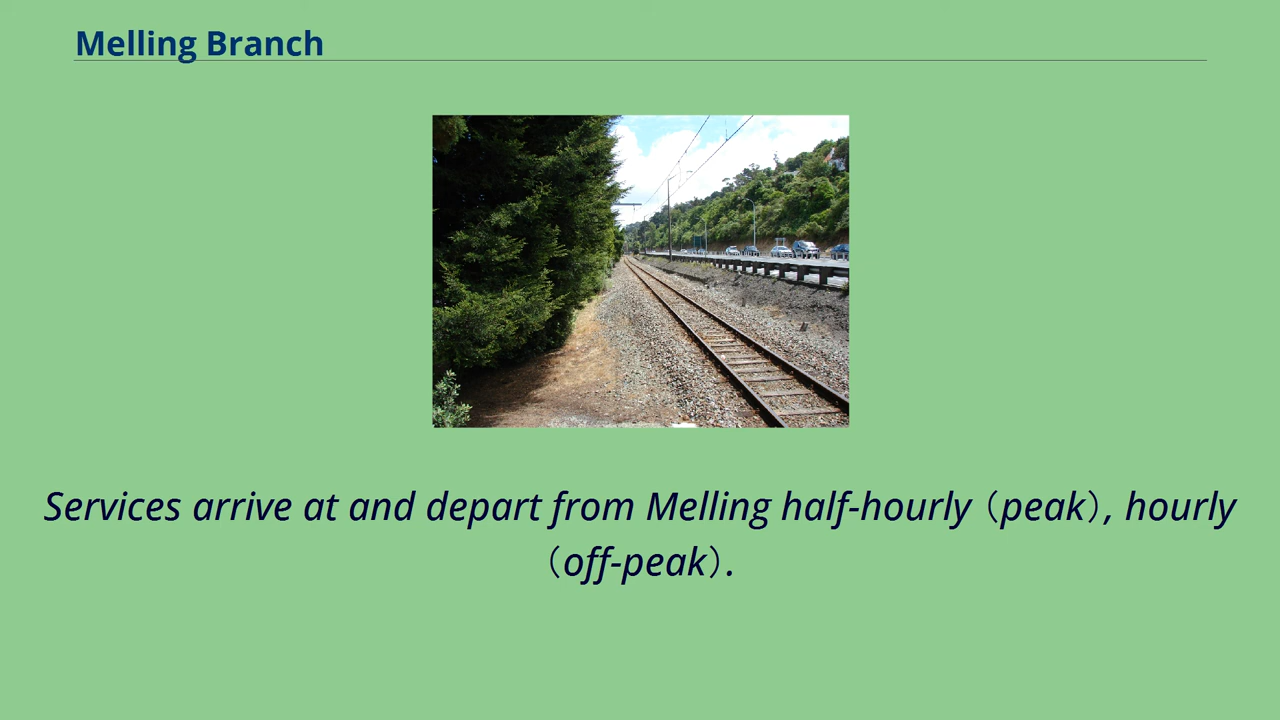 Melling Branch
Services arrive at and depart from Melling half-hourly（peak）, hourly
（off-peak）.